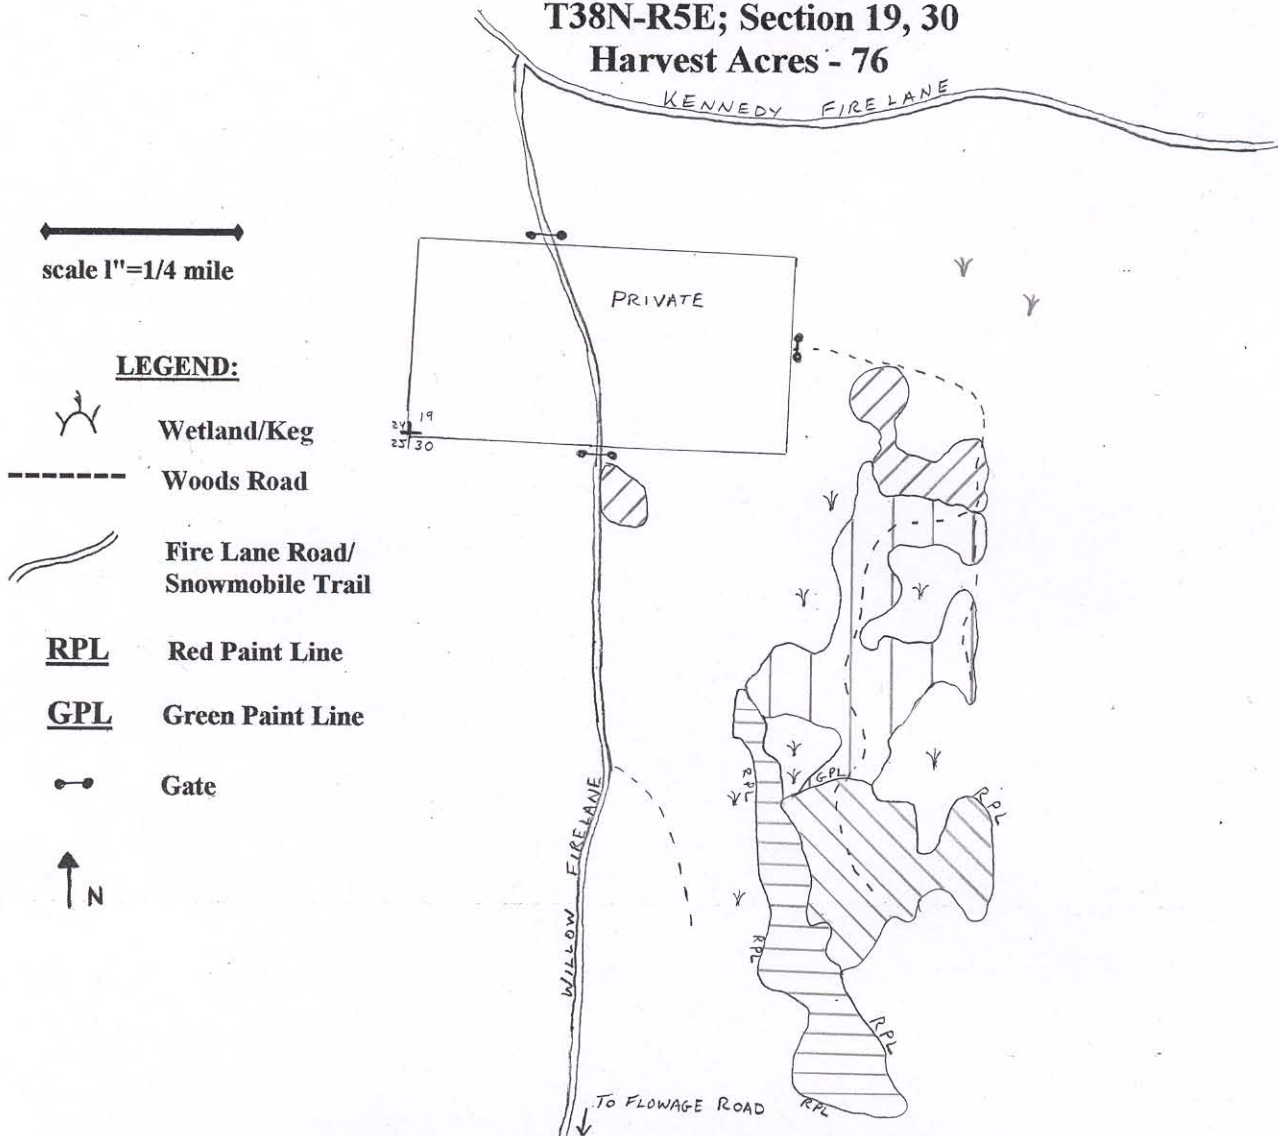 T38N-R5E; Section 19, 30
Harvest Acres - 76
KENNEDY FIRELANE
scale 1"=1/4 mile
PRIVATE
LEGEND:
Wetland/Keg
24 19
25 30
Woods Road
Fire Lane Road/
Snowmobile Trail
RPL Red Paint Line
GPL Green Paint Line
Gate
N
RPL
GPL
RPL
WILLOW FIRELANE
RPL
RPL
RPL
TO FLOWAGE ROAD